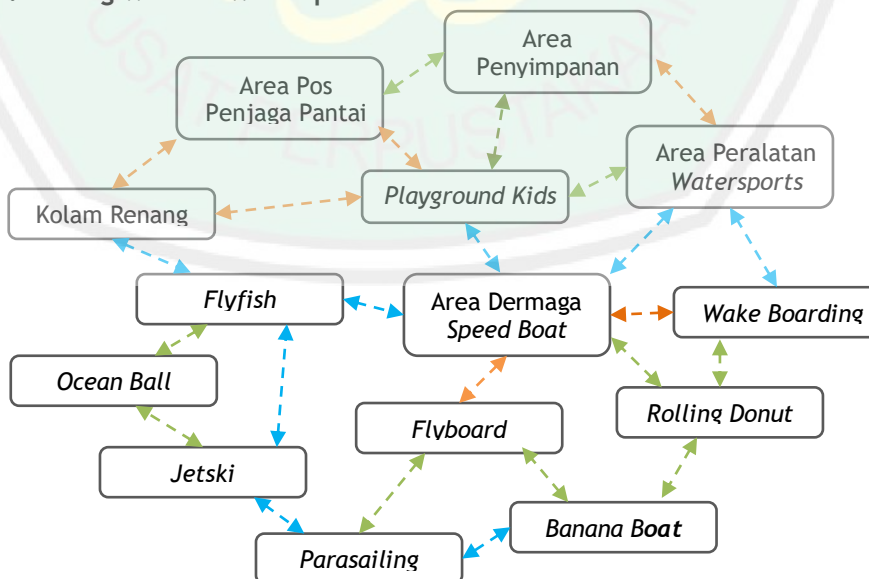 Area
Penyimpanan
Area Pos
Penjaga Pantai
Area Peralatan
Watersports
Playground Kids
Kolam Renang
Flyfish
Area Dermaga
Speed Boat
Wake Boarding
Ocean Ball
Rolling Donut
Flyboard
Jetski
Banana Boat
Parasailing